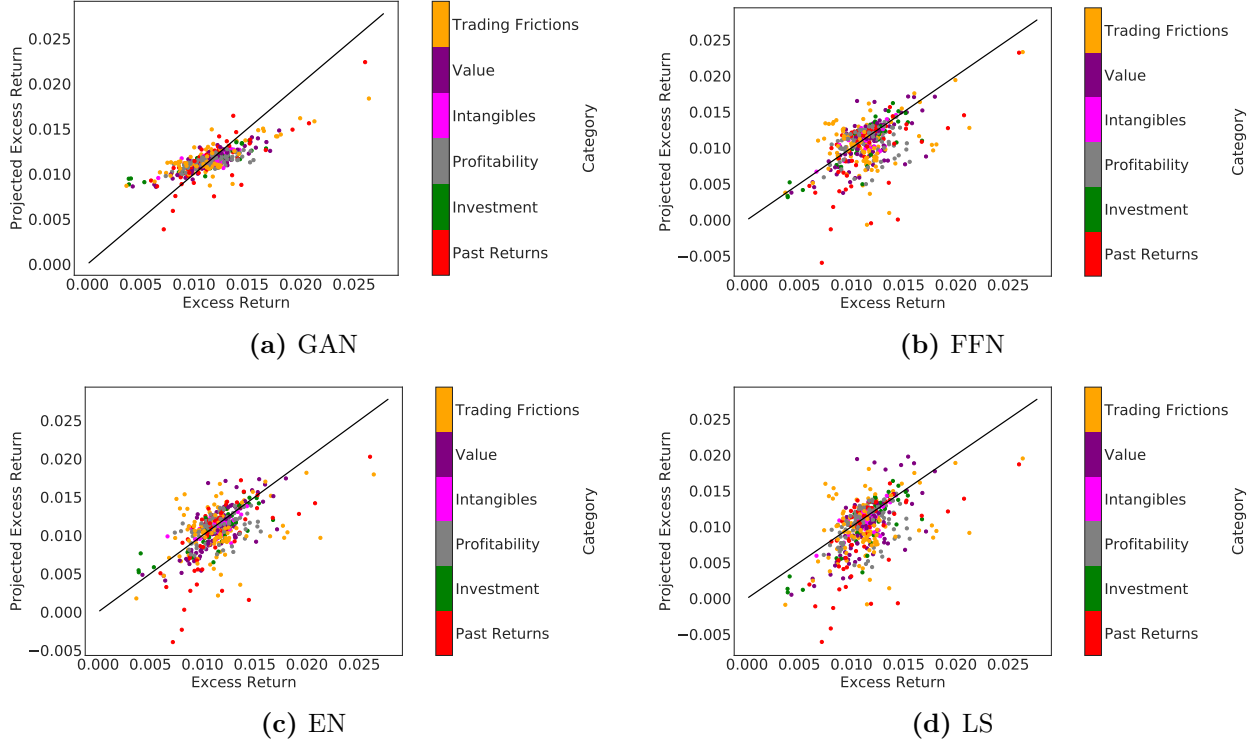 Projected Excess Return
0.025
0.020
0.015
0.010
0.005
0.000
0.000 0.005 0.010 0.015 0.020 0.025
Excess Return
Trading Frictions
Value
Intangibles
Profitability
Investment
Past Returns
Category
(a) GAN
Projected Excess Return
0.025
0.020
0.015
0.010
0.005
0.000
−0.005
0.000 0.005 0.010 0.015 0.020 0.025
Excess Return
Trading Frictions
Value
Intangibles
Profitability
Investment
Past Returns
Category
(b) FFN
Projected Excess Return
0.025
0.020
0.015
0.010
0.005
0.000
−0.005
0.000 0.005 0.010 0.015 0.020 0.025
Excess Return
Trading Frictions
Value
Intangibles
Profitability
Investment
Past Returns
Category
(c) EN
Projected Excess Return
0.025
0.020
0.015
0.010
0.005
0.000
−0.005
0.000 0.005 0.010 0.015 0.020 0.025
Excess Return
Trading Frictions
Value
Intangibles
Profitability
Investment
Past Returns
Category
(d) LS